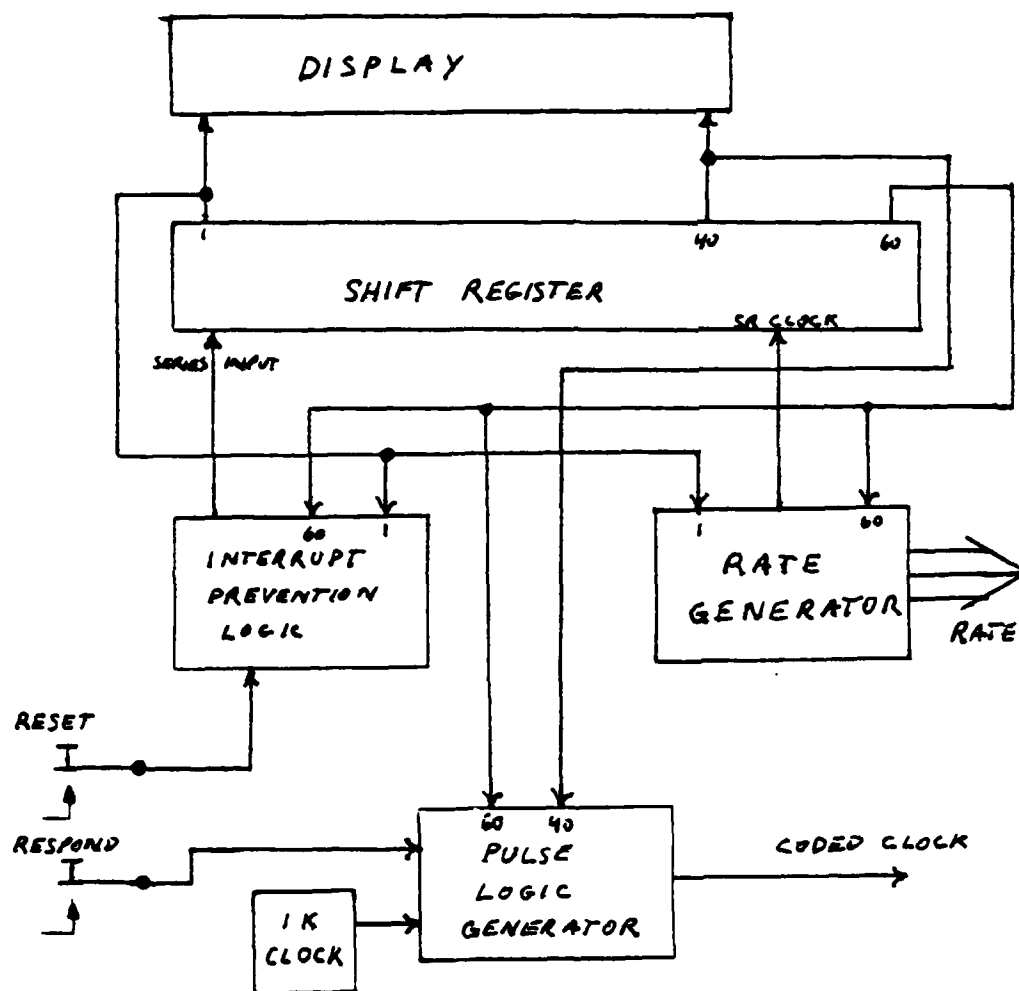 DISPLAY
1
40
60
SHIFT REGISTER
SR CLOCK
SERIES INPUT
60
1
1
60
INTERRUPT
PREVENTION
LOGIC
RATE
GENERATOR
RATE
RESET
RESPOND
60
40
PULSE
LOGIC
GENERATOR
CODED CLOCK
1K
CLOCK